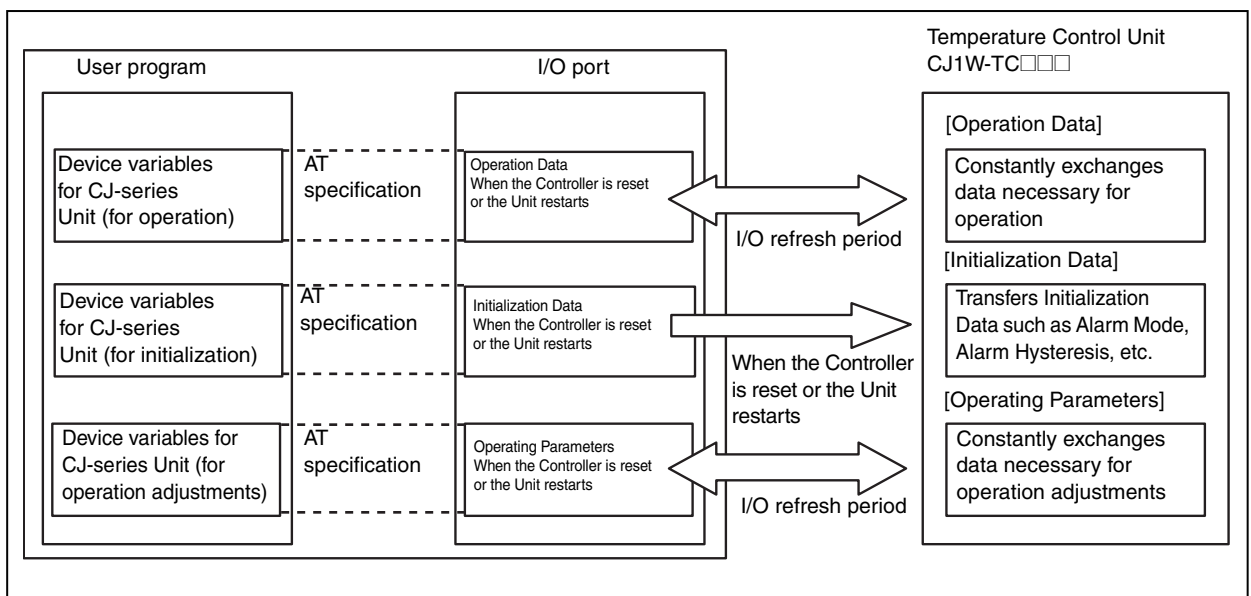 User program
I/O port
Temperature Control Unit
CJ1W-TC□□□
Device variables
for CJ-series
Unit (for operation)
AT
specification
Operation Data
When the Controller is reset
or the Unit restarts
I/O refresh period
[Operation Data]
Constantly exchanges
data necessary for
operation
Device variables
for CJ-series
Unit (for initialization)
AT
specification
Initialization Data
When the Controller is reset
or the Unit restarts
When the Controller
is reset or the Unit
restarts
[Initialization Data]
Transfers Initialization
Data such as Alarm Mode,
Alarm Hysteresis, etc.
Device variables for
CJ-series Unit (for
operation adjustments)
AT
specification
Operating Parameters
When the Controller is reset
or the Unit restarts
I/O refresh period
[Operating Parameters]
Constantly exchanges
data necessary for
operation adjustments